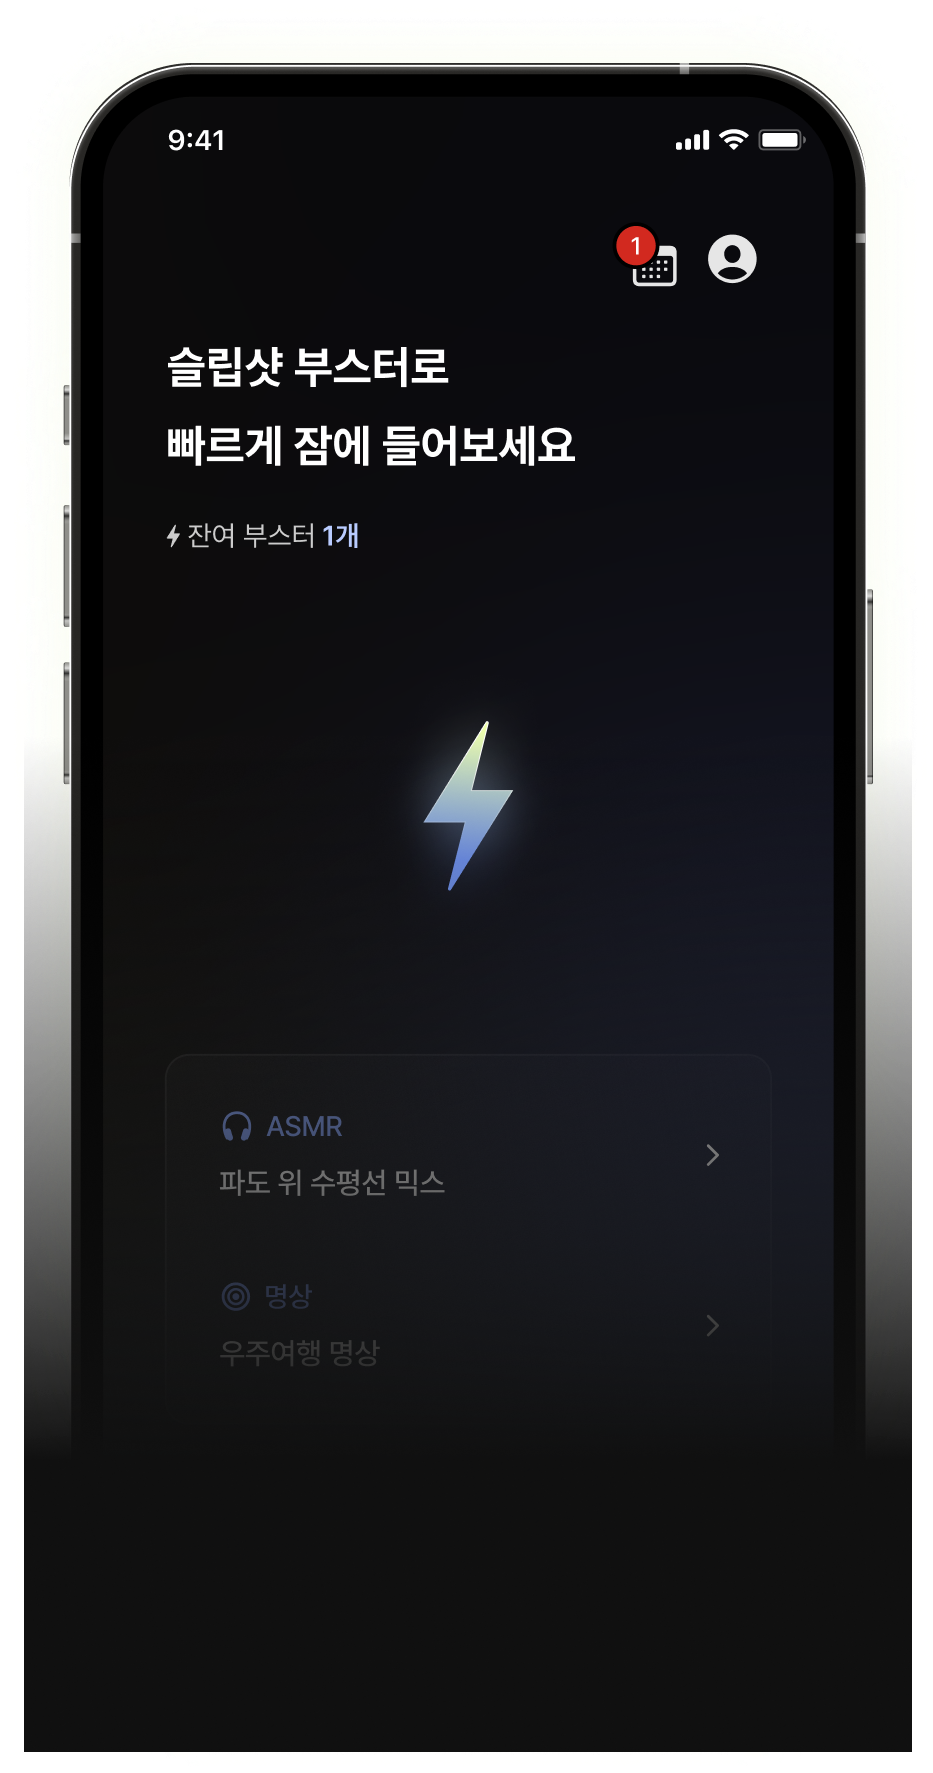 9:41
1
슬립샷 부스터로
빠르게 잠에 들어보세요
잔여 부스터 1개
ASMR
파도 위 수평선 믹스
명상
우주여행 명상